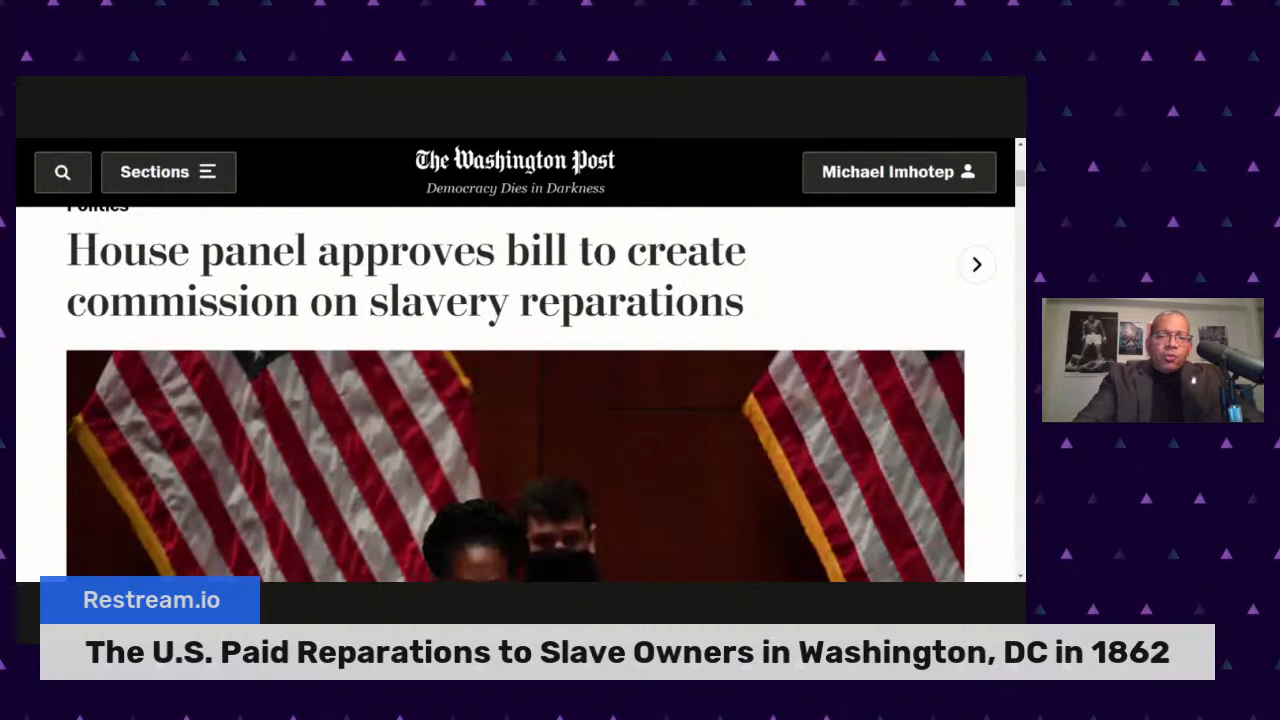 The Washington Post
Sections
Democracy Dies in Darkness
Michael Imhotep
Politics
House panel approves bill to create
commission on slavery reparations
Restream.io
The U.S. Paid Reparations to Slave Owners in Washington, DC in 1862